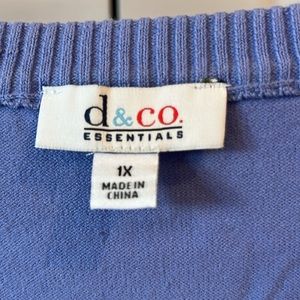 d&co.
ESSENTIALS
1X
MADE IN
CHINA